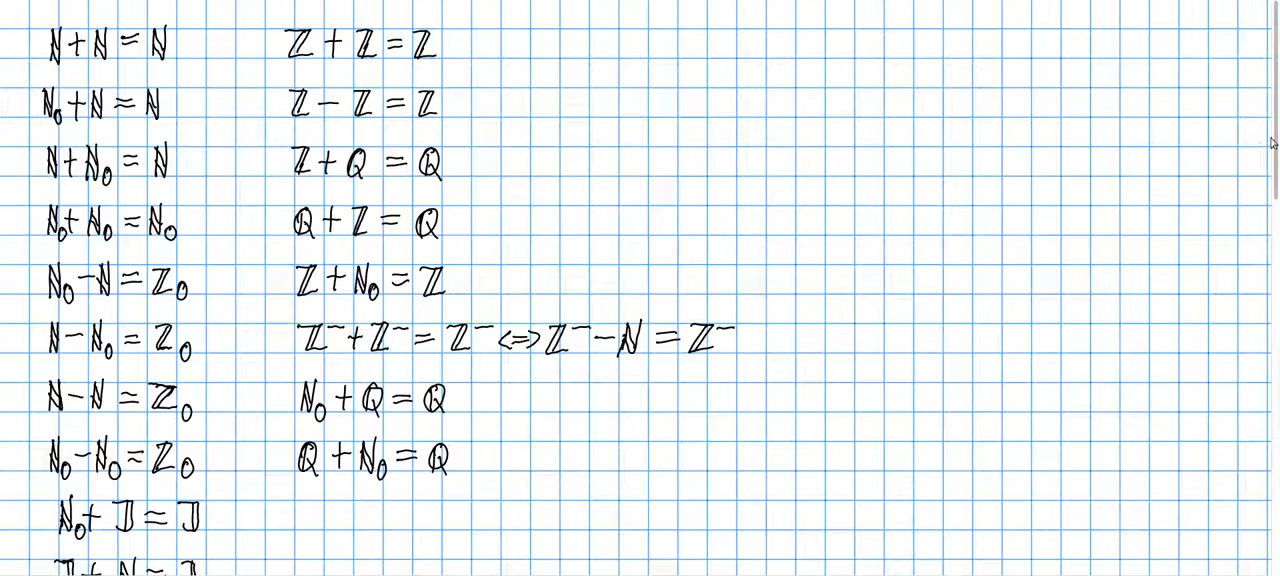 ℕ+ℕ=ℕ
ℕ₀+ℕ=ℕ
ℕ+ℕ₀=ℕ
ℕ₀+ℕ₀=ℕ₀
ℕ₀-ℕ=ℤ₀
ℕ-ℕ₀=ℤ₀
ℕ-ℕ=ℤ₀
ℕ₀-ℕ₀=ℤ₀
ℕ₀+𝕀=𝕀
𝕀+ℕ=𝕀
ℤ+ℤ=ℤ
ℤ-ℤ=ℤ
ℤ+ℚ=ℚ
ℚ+ℤ=ℚ
ℤ+ℕ₀=ℤ
ℤ⁻+ℤ⁻=ℤ⁻⇔ℤ⁻-ℕ=ℤ⁻
ℕ₀+ℚ=ℚ
ℚ+ℕ₀=ℚ